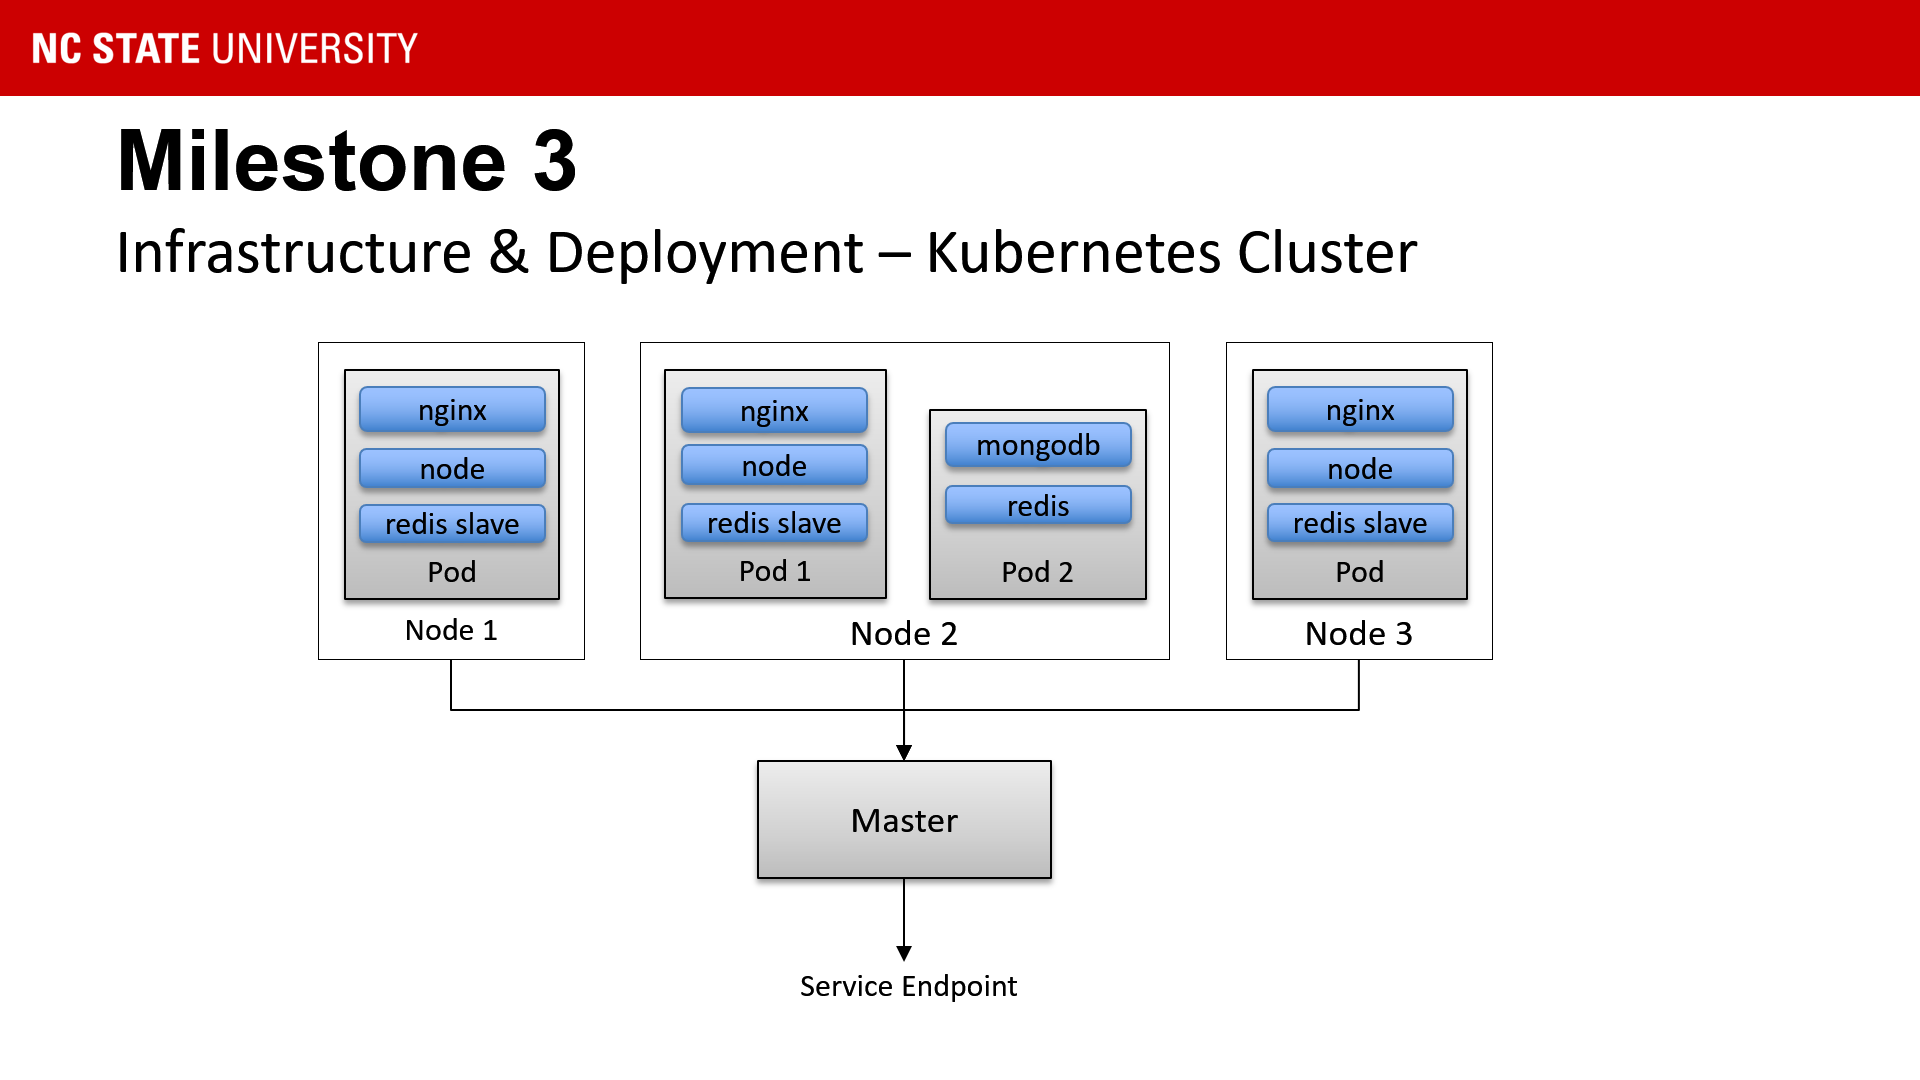 NC STATE UNIVERSITY
Milestone 3
Infrastructure & Deployment – Kubernetes Cluster
nginx
node
redis slave
Pod
Node 1
nginx
node
redis slave
Pod 1
mongodb
redis
Pod 2
Node 2
nginx
node
redis slave
Pod
Node 3
Master
Service Endpoint